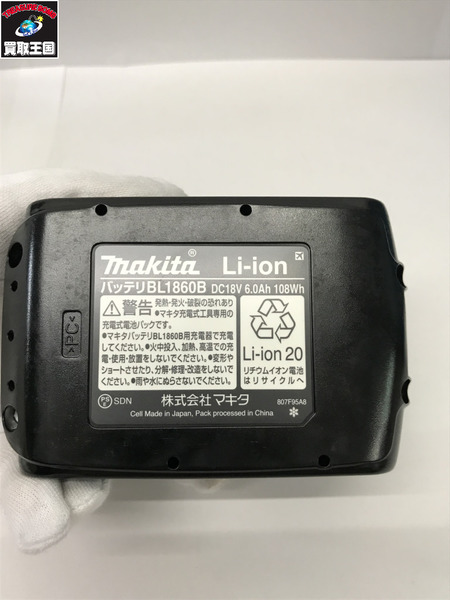 買取王国
makita® Li-ion
バッテリBL1860B DC18V 6.0Ah 108Wh
警告 発熱・発火・破裂の恐れあり
●マキタ充電式工具専用の
充電式電池パックです。
●マキタバッテリBL1860B用充電器で充電
してください。●火中投入、加熱、高温での充
電・使用・放置をしないでください。●変形や
ショートさせたり、分解・修理・改造をしないでく
ださい。●雨や水にぬらさないでください。
Li-ion 20
リチウムイオン電池
はリサイクルへ
PS E SDN 株式会社マキタ 807F95A8
Cell Made in Japan, Pack processed in China
>PC<